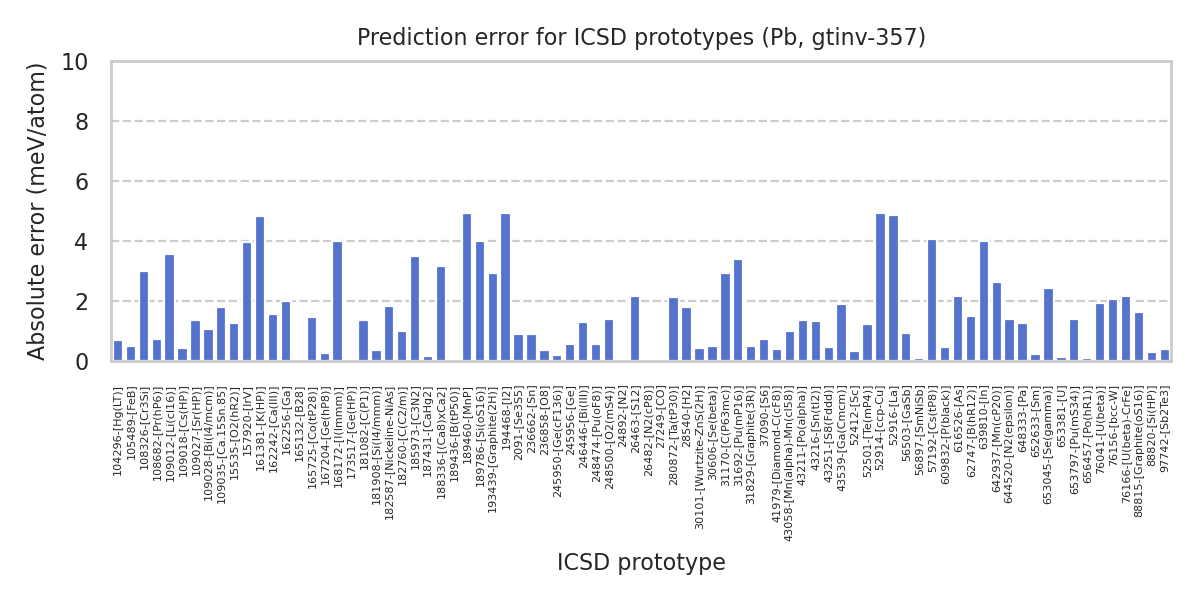 Prediction error for ICSD prototypes (Pb, gtinv-357)
Absolute error (meV/atom)
10
8
6
4
2
0
104296-[Hg(LT)]
105489-[FeB]
108326-[Cr3Si]
108682-[Pr(hP6)]
109012-[Li(cI16)]
109018-[Cs(HP)]
109027-[Sr(HP)]
109028-[Bi(I4/mcm)]
109035-[Ca.15Sn.85]
15535-[O2(hR2)]
157920-[IrV]
161381-[K(HP)]
162242-[Ca(III)]
162256-[Ga]
165132-[B28]
165725-[Co(tP28)]
167204-[Ge(hP8)]
168172-[I(Immm)]
173517-[Ge(HP)]
181082-[C(P1)]
181908-[Si(I4/mmm)]
182587-[Nickeline-NiAs]
182760-[C(C2/m)]
185973-[C3N2]
187431-[CaHg2]
188336-[(Ca8)xCa2]
189436-[B(tP50)]
189460-[MnP]
189786-[Si(oS16)]
193439-[Graphite(2H)]
194468-[I2]
2091-[Se3S5]
236662-[Sn]
236858-[O8]
245950-[Ge(cF136)]
245956-[Ge]
246446-[Bi(III)]
248474-[Pu(oF8)]
248500-[O2(mS4)]
24892-[N2]
26463-[S12]
26482-[N2(cP8)]
27249-[CO]
280872-[Ta(tP30)]
28540-[H2]
30101-[Wurtzite-ZnS(2H)]
30606-[Se(beta)]
31170-[C(P63mc)]
31692-[Pu(mP16)]
31829-[Graphite(3R)]
37090-[S6]
41979-[Diamond-C(cF8)]
43058-[Mn(alpha)-Mn(cI58)]
43211-[Po(alpha)]
43216-[Sn(tI2)]
43251-[S8(Fddd)]
43539-[Ga(Cmcm)]
52412-[Sc]
52501-[Te(mP4)]
52914-[ccp-Cu]
52916-[La]
56503-[GaSb]
56897-[SmNiSb]
57192-[Cs(tP8)]
609832-[P(black)]
616526-[As]
62747-[B(hR12)]
639810-[In]
642937-[Mn(cP20)]
644520-[N2(epsilon)]
64833-[Pa]
652633-[Sm]
653045-[Se(gamma)]
653381-[U]
653797-[Pu(mS34)]
656457-[Po(hR1)]
76041-[U(beta)]
76156-[bcc-W]
76166-[U(beta)-CrFe]
88815-[Graphite(oS16)]
88820-[Si(HP)]
97742-[Sb2Te3]
ICSD prototype